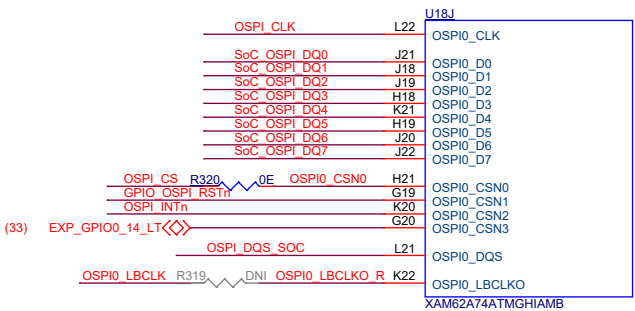 U18J
OSPI_CLK L22 OSPI0_CLK
SoC_OSPI_DQ0 J21 OSPI0_D0
SoC_OSPI_DQ1 J18 OSPI0_D1
SoC_OSPI_DQ2 J19 OSPI0_D2
SoC_OSPI_DQ3 H18 OSPI0_D3
SoC_OSPI_DQ4 K21 OSPI0_D4
SoC_OSPI_DQ5 H19 OSPI0_D5
SoC_OSPI_DQ6 J20 OSPI0_D6
SoC_OSPI_DQ7 J22 OSPI0_D7
OSPI_CS R320 0E OSPI0_CSN0 H21 OSPI0_CSN0
GPIO_OSPI_RSTn G19 OSPI0_CSN1
OSPI_INTn K20 OSPI0_CSN2
(33) EXP_GPIO0_14_LT G20 OSPI0_CSN3
OSPI_DQS_SOC L21 OSPI0_DQS
OSPI0_LBCLK R319 DNI OSPI0_LBCLKO_R K22 OSPI0_LBCLKO
XAM62A74ATMGHIAMB